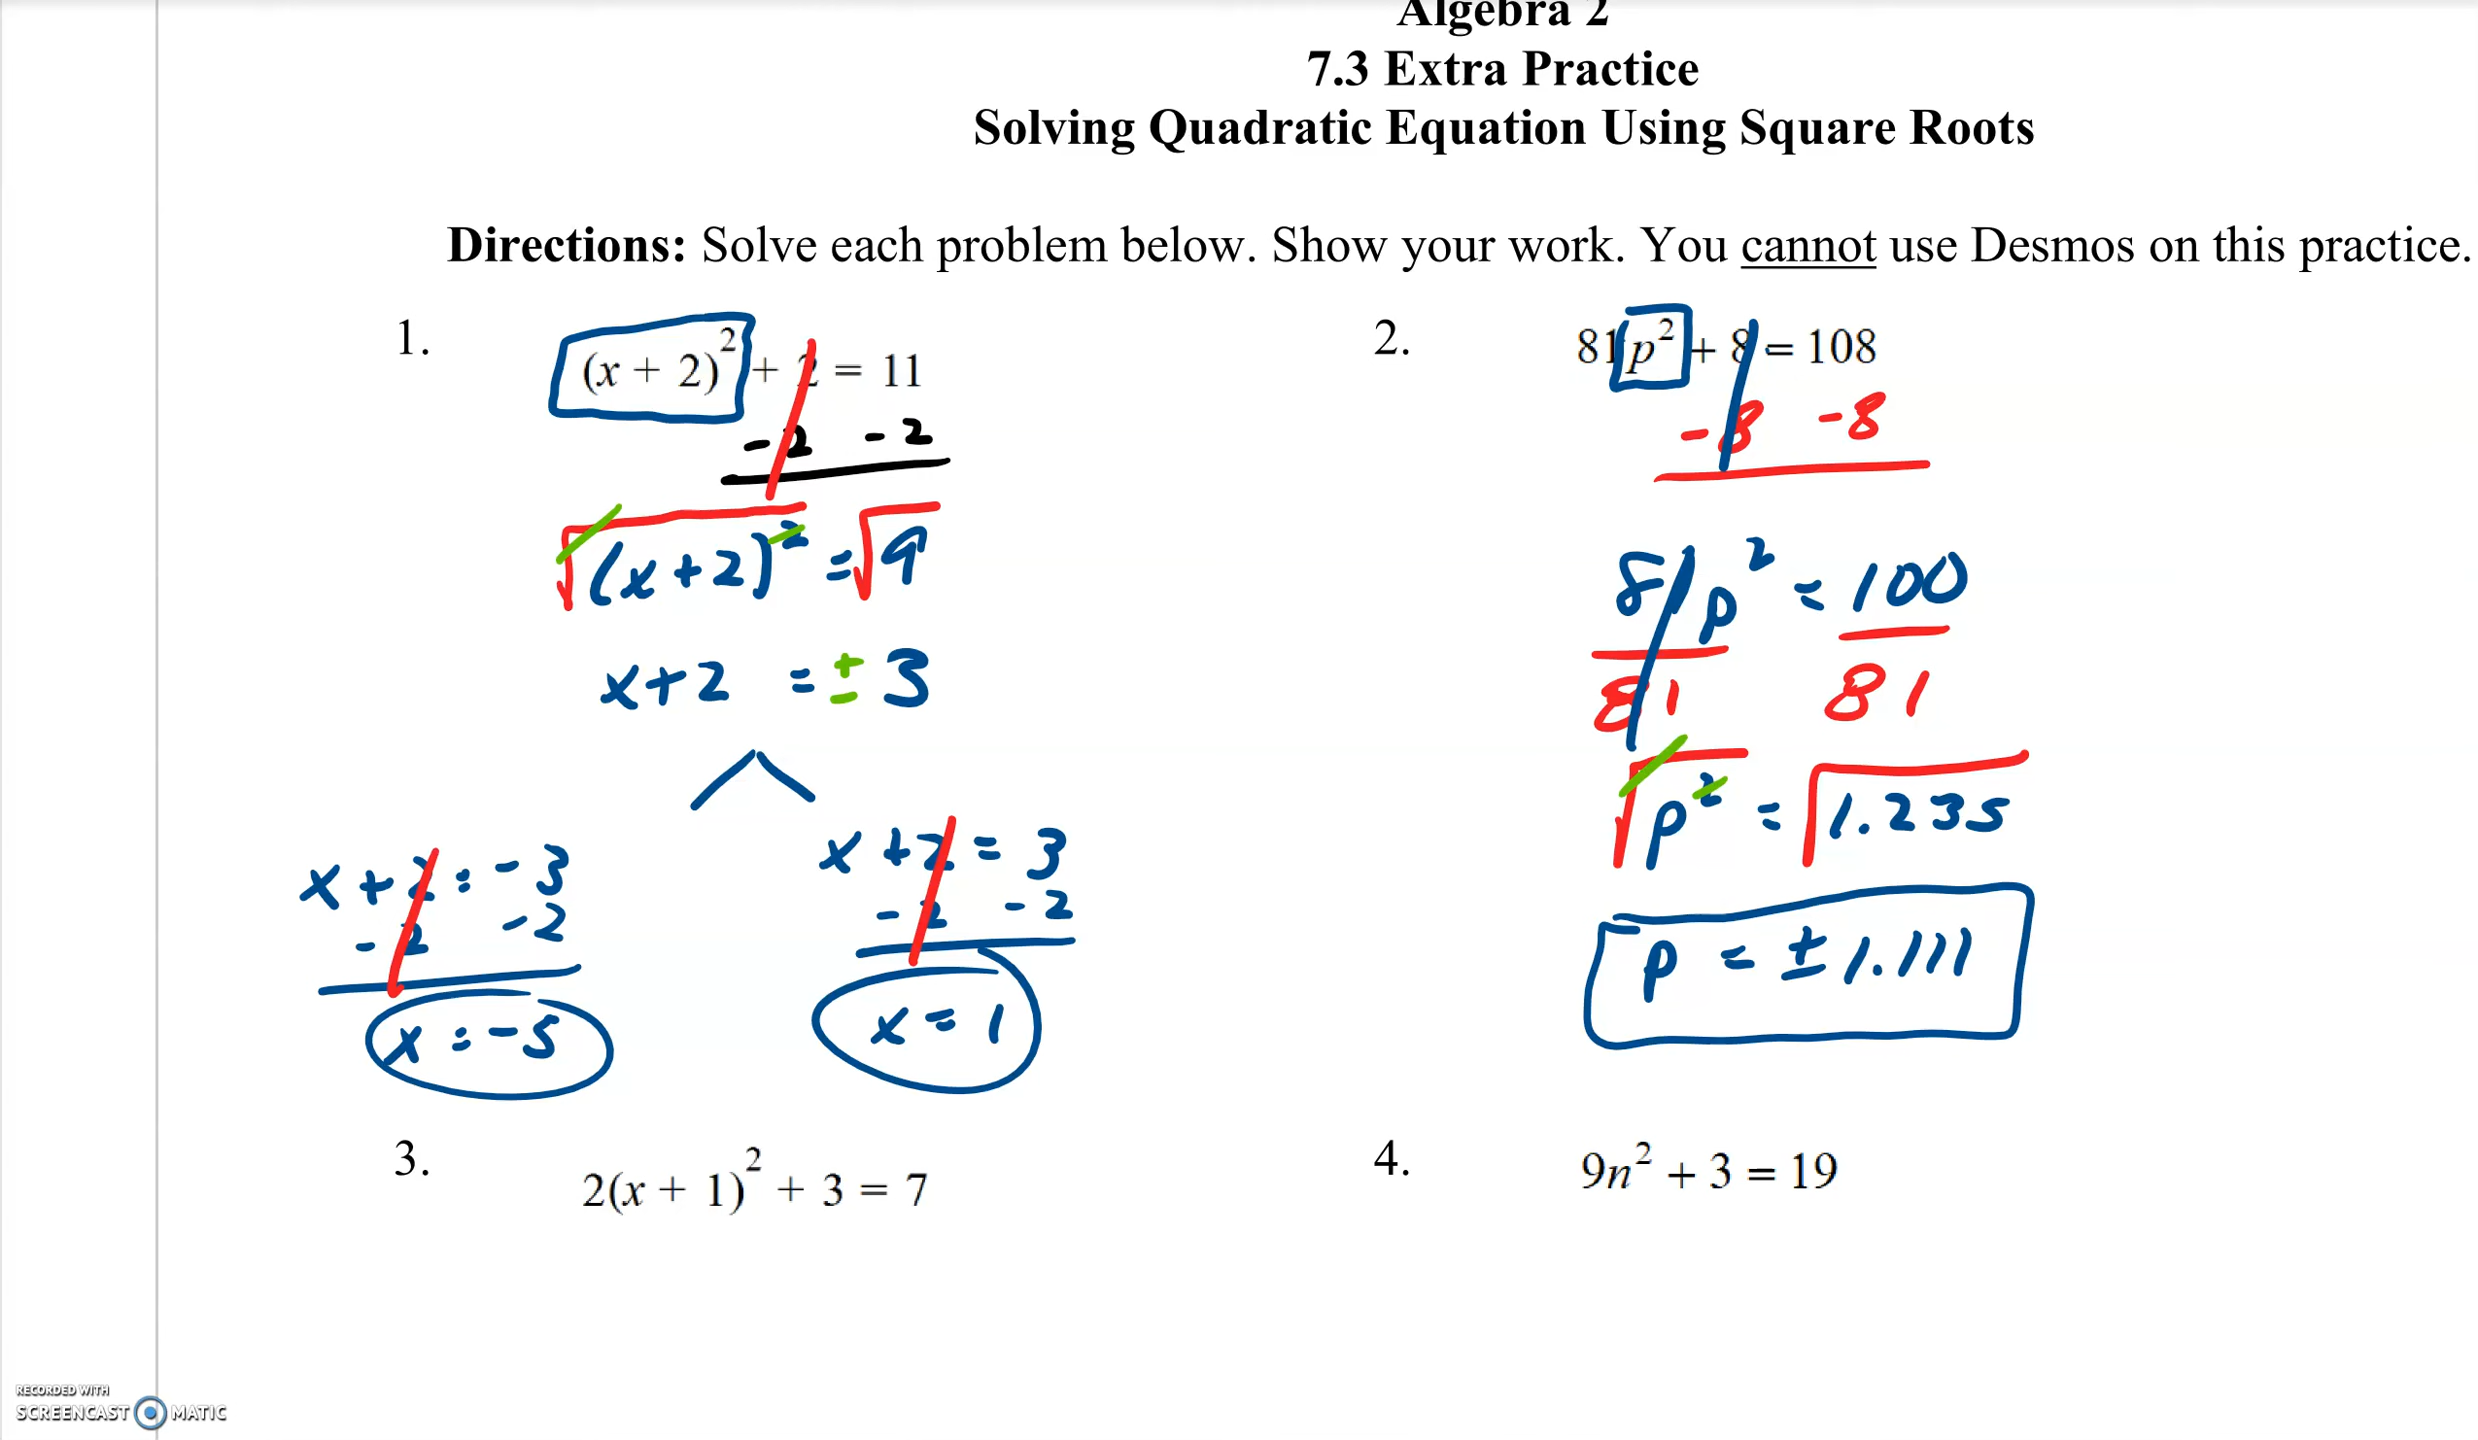 Algebra 2
7.3 Extra Practice
Solving Quadratic Equation Using Square Roots
Directions: Solve each problem below. Show your work. You cannot use Desmos on this practice.
1.
(x + 2)² + 2 = 11
-2 -2
√(x+2)² = √9
x+2 = ± 3
x+2 = -3
-2 -2
x = -5
x+2 = 3
-2 -2
x = 1
2.
81p² + 8 = 108
-8 -8
81p² = 100
81 81
√p² = √1.235
p = ±1.111
3.
2(x + 1)² + 3 = 7
4.
9n² + 3 = 19
RECORDED WITH
SCREENCAST MATIC